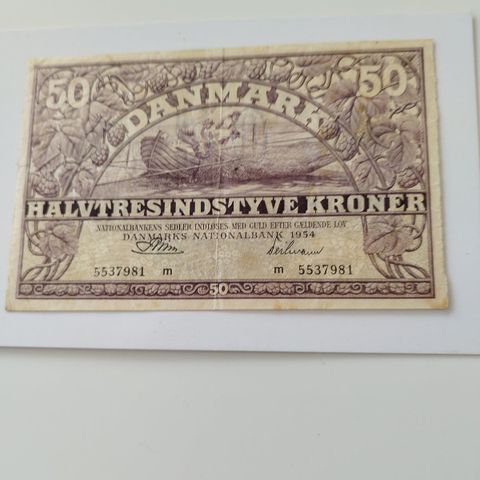 50 50
DANMARK
HALVTRESINDSTYVE KRONER
NATIONALBANKENS SEDLER INDLØSES MED GULD EFTER GÆLDENDE LOV
DANMARKS NATIONALBANK 1954
5537981 m m 5537981
50